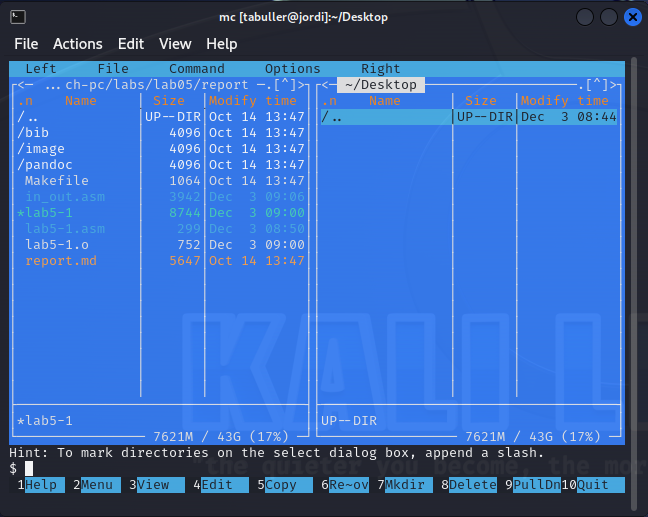 mc [tabuller@jordi]:~/Desktop
File Actions Edit View Help
Left File Command Options Right
┌<─ ...ch-pc/labs/lab05/report ─.[^]>┐┌<─ ~/Desktop ─.[^]>┐
│.n Name │ Size │Modify time ││.n Name │ Size │Modify time │
│/.. │UP--DIR│Oct 14 13:47││/.. │UP--DIR│Dec  3 08:44│
│/bib │ 4096│Oct 14 13:47│
│/image │ 4096│Oct 14 13:47│
│/pandoc │ 4096│Oct 14 13:47│
│ Makefile │ 1064│Oct 14 13:47│
│ in_out.asm │ 3942│Dec  3 09:06│
│*lab5-1 │ 8744│Dec  3 09:00│
│ lab5-1.asm │ 299│Dec  3 08:50│
│ lab5-1.o │ 752│Dec  3 09:00│
│ report.md │ 5647│Oct 14 13:47│
KALI LI
│*lab5-1 ││UP--DIR │
└─ 7621M / 43G (17%) ─┘└─ 7621M / 43G (17%) ─┘
Hint: To mark directories on the select dialog box, append a slash.
$
"the quieter you become, the mor
1Help 2Menu 3View 4Edit 5Copy 6Re~ov 7Mkdir 8Delete 9PullDn 10Quit